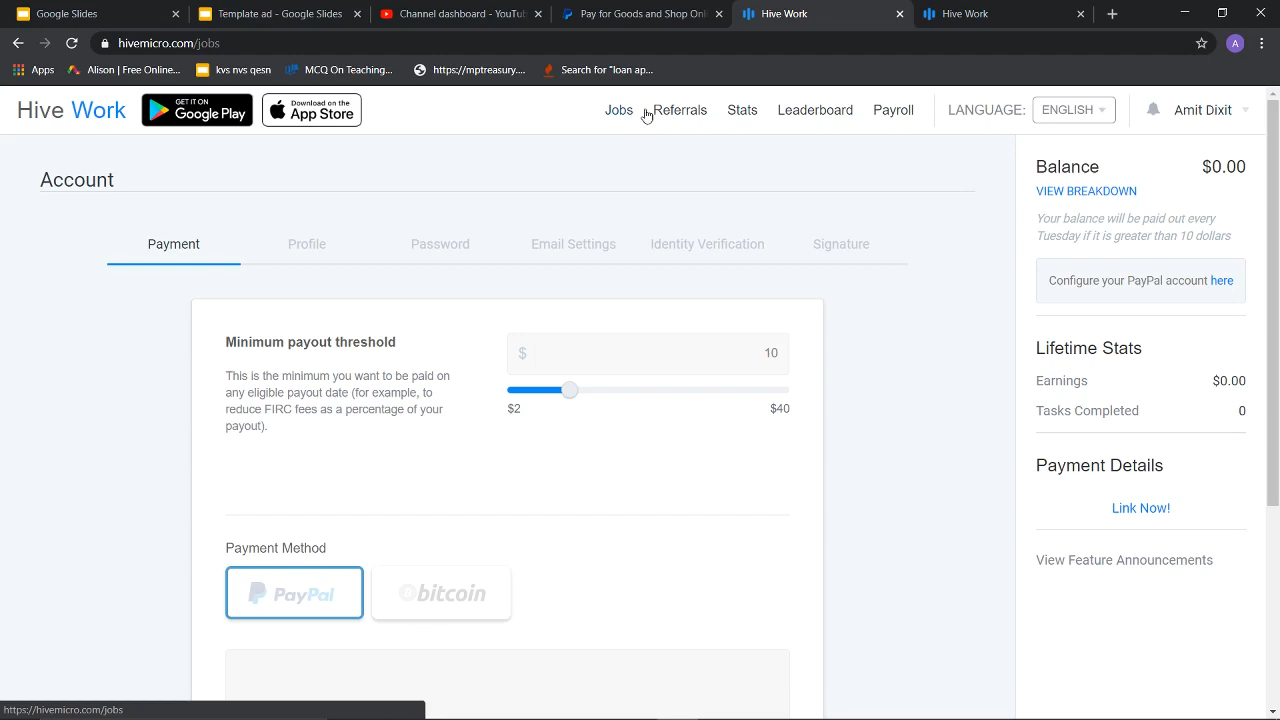 Google Slides
Template ad - Google Slides
Channel dashboard - YouTub
Pay for Goods and Shop Onl
Hive Work
Hive Work
hivemicro.com/jobs
A
Apps
Alison | Free Online...
kvs nvs qesn
MCQ On Teaching...
https://mptreasury....
Search for "loan ap...
Hive Work
GET IT ON
Google Play
Download on the
App Store
Jobs
Referrals
Stats
Leaderboard
Payroll
LANGUAGE:
ENGLISH
Amit Dixit
Account
Payment
Profile
Password
Email Settings
Identity Verification
Signature
Minimum payout threshold
This is the minimum you want to be paid on
any eligible payout date (for example, to
reduce FIRC fees as a percentage of your
payout).
$ 10
$2 $40
Payment Method
PayPal
bitcoin
Balance $0.00
VIEW BREAKDOWN
Your balance will be paid out every
Tuesday if it is greater than 10 dollars
Configure your PayPal account here
Lifetime Stats
Earnings $0.00
Tasks Completed 0
Payment Details
Link Now!
View Feature Announcements
https://hivemicro.com/jobs